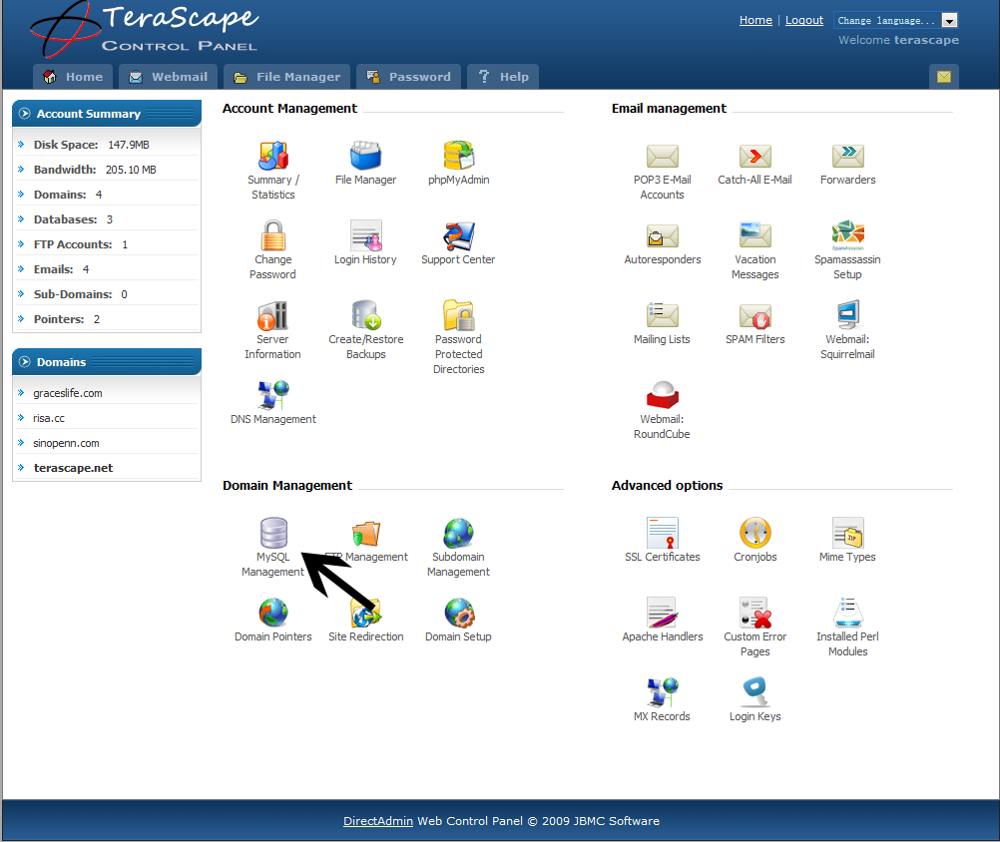 TeraScape
CONTROL PANEL
Home | Logout
Change language...
Welcome terascape
Home
Webmail
File Manager
Password
Help
Account Summary
Disk Space: 147.9MB
Bandwidth: 205.10 MB
Domains: 4
Databases: 3
FTP Accounts: 1
Emails: 4
Sub-Domains: 0
Pointers: 2
Domains
graceslife.com
risa.cc
sinopenn.com
terascape.net
Account Management
Summary /
Statistics
File Manager
phpMyAdmin
Change
Password
Login History
Support Center
Server
Information
Create/Restore
Backups
Password
Protected
Directories
DNS Management
Email management
POP3 E-Mail
Accounts
Catch-All E-Mail
Forwarders
Autoresponders
Vacation
Messages
SpamAssassin
Spamassassin
Setup
Mailing Lists
SPAM Filters
Webmail:
Squirrelmail
Webmail:
RoundCube
Domain Management
MySQL
Management
FTP Management
Subdomain
Management
Domain Pointers
Site Redirection
Domain Setup
Advanced options
SSL Certificates
Cronjobs
ZIP
Mime Types
Apache Handlers
Custom Error
Pages
Installed Perl
Modules
MX Records
Login Keys
DirectAdmin Web Control Panel © 2009 JBMC Software